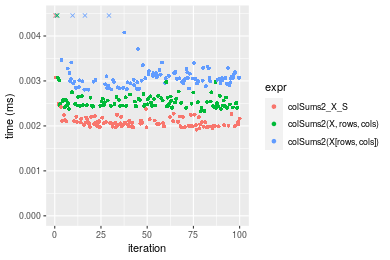 0.004
0.003
0.002
0.001
0.000
time (ms)
0
25
50
75
100
iteration
expr
colSums2_X_S
colSums2(X, rows, cols)
colSums2(X[rows, cols])